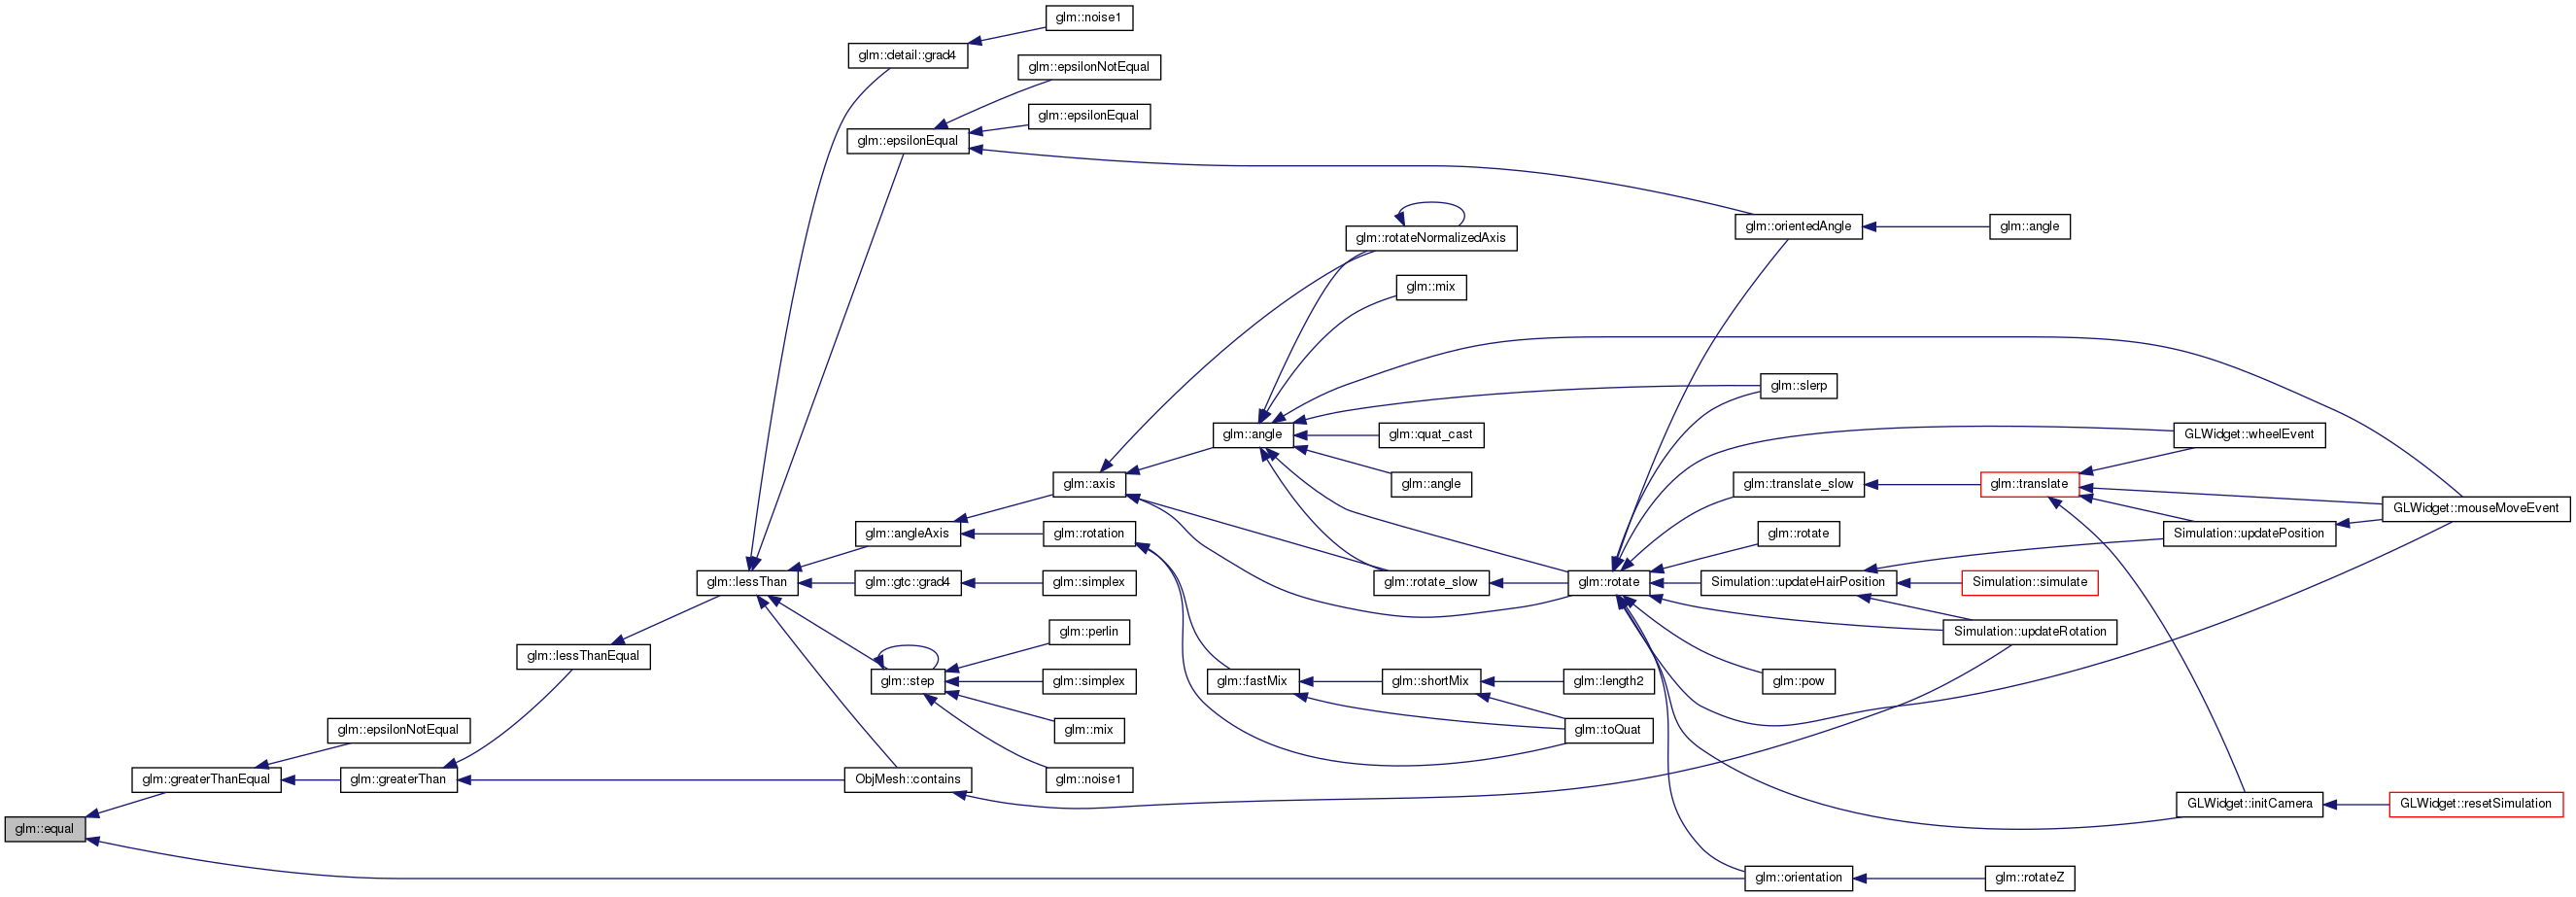 glm::noise1
glm::detail::grad4
glm::epsilonNotEqual
glm::epsilonEqual
glm::epsilonEqual
glm::orientedAngle
glm::angle
glm::rotateNormalizedAxis
glm::mix
glm::slerp
glm::angle
glm::quat_cast
GLWidget::wheelEvent
glm::axis
glm::angle
glm::translate_slow
glm::translate
GLWidget::mouseMoveEvent
glm::angleAxis
glm::rotation
glm::rotate
Simulation::updatePosition
glm::lessThan
glm::gtc::grad4
glm::simplex
glm::rotate_slow
glm::rotate
Simulation::updateHairPosition
Simulation::simulate
glm::perlin
Simulation::updateRotation
glm::lessThanEqual
glm::step
glm::simplex
glm::fastMix
glm::shortMix
glm::length2
glm::pow
glm::epsilonNotEqual
glm::mix
glm::toQuat
glm::greaterThanEqual
glm::greaterThan
ObjMesh::contains
glm::noise1
GLWidget::initCamera
GLWidget::resetSimulation
glm::equal
glm::orientation
glm::rotateZ